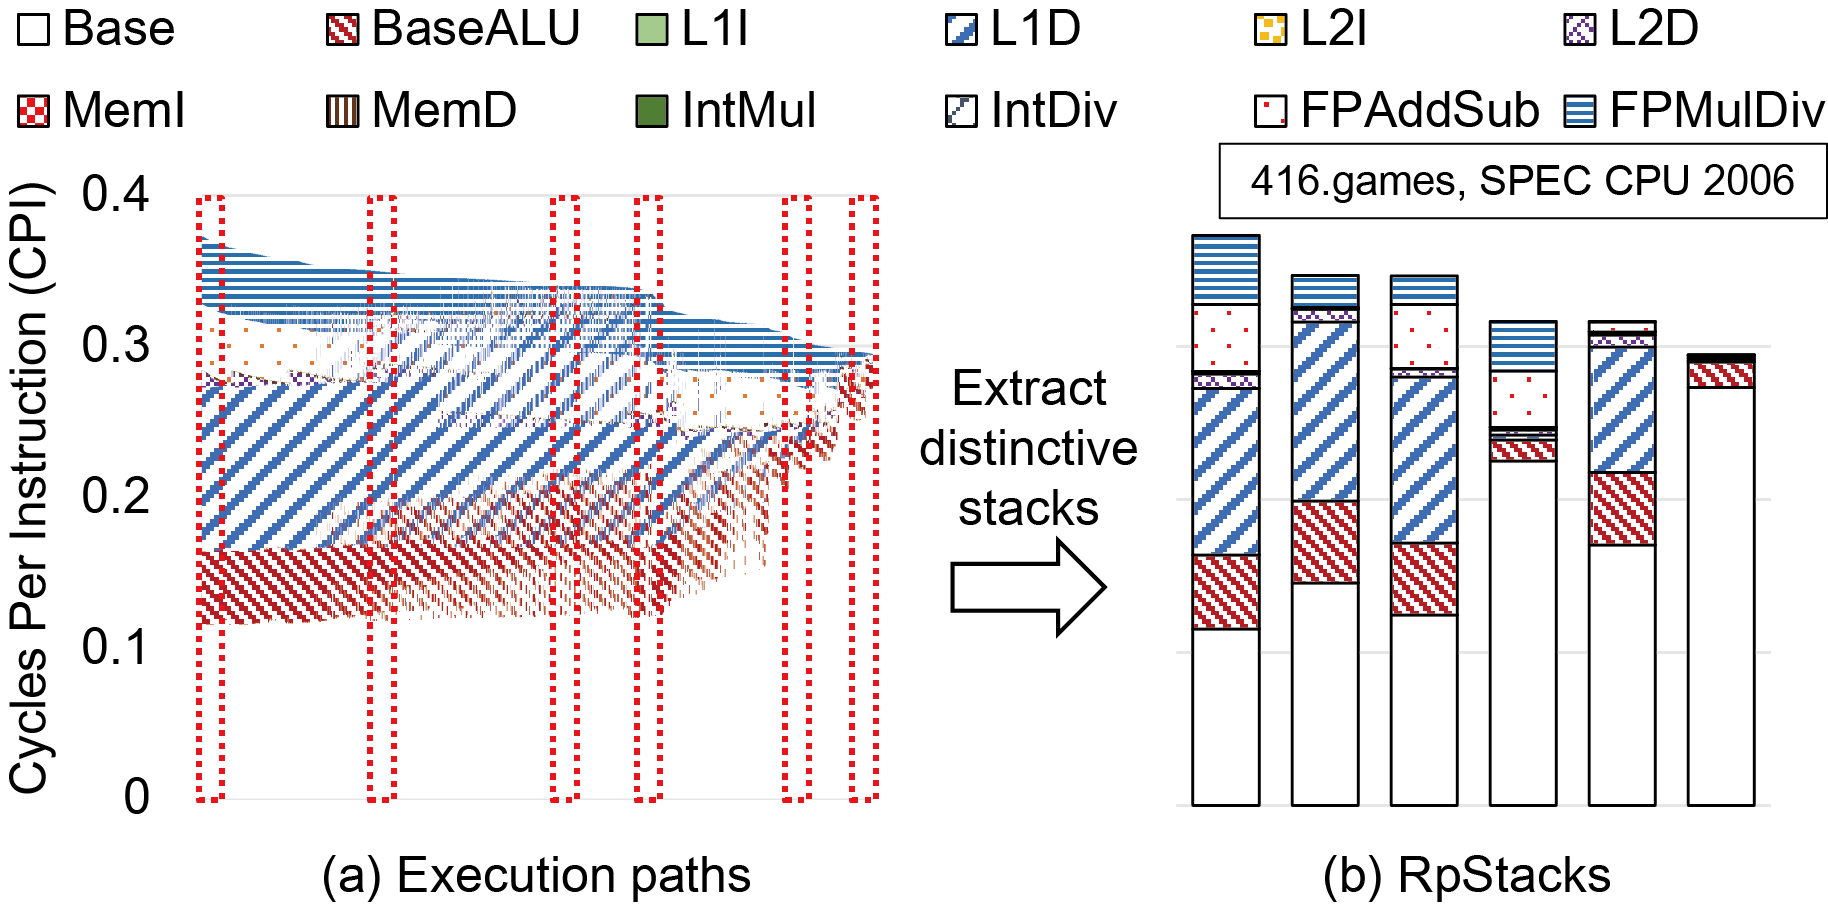 Base BaseALU L1I L1D L2I L2D
MemI MemD IntMul IntDiv FPAddSub FPMulDiv
416.games, SPEC CPU 2006
Cycles Per Instruction (CPI)
0.4
0.3
0.2
0.1
0
Extract
distinctive
stacks
(a) Execution paths
(b) RpStacks